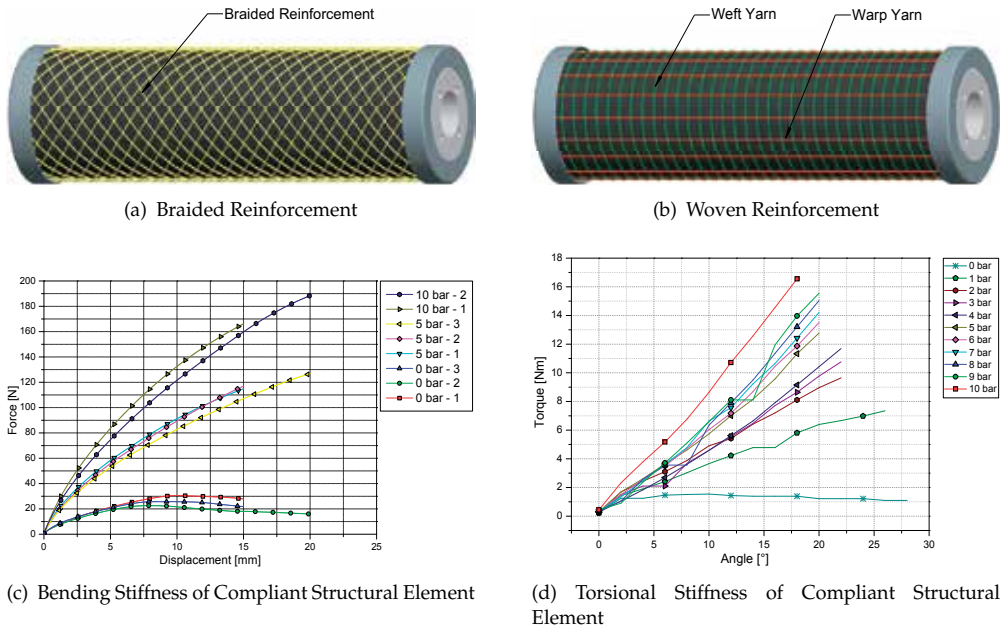 Braided Reinforcement
Weft Yarn
Warp Yarn
(a) Braided Reinforcement
(b) Woven Reinforcement
200
180
160
140
120
100
80
60
40
20
0
Force [N]
0
5
10
15
20
25
Displacement [mm]
10 bar - 2
10 bar - 1
5 bar - 3
5 bar - 2
5 bar - 1
0 bar - 3
0 bar - 2
0 bar - 1
18
16
14
12
10
8
6
4
2
0
Torque [Nm]
0
5
10
15
20
25
30
Angle [°]
0 bar
1 bar
2 bar
3 bar
4 bar
5 bar
6 bar
7 bar
8 bar
9 bar
10 bar
(c) Bending Stiffness of Compliant Structural Element
(d) Torsional Stiffness of Compliant Structural
Element